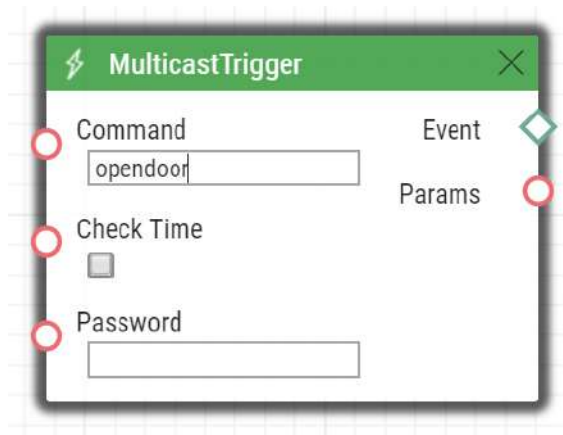 MulticastTrigger
Command
opendoor
Event
Params
Check Time
Password